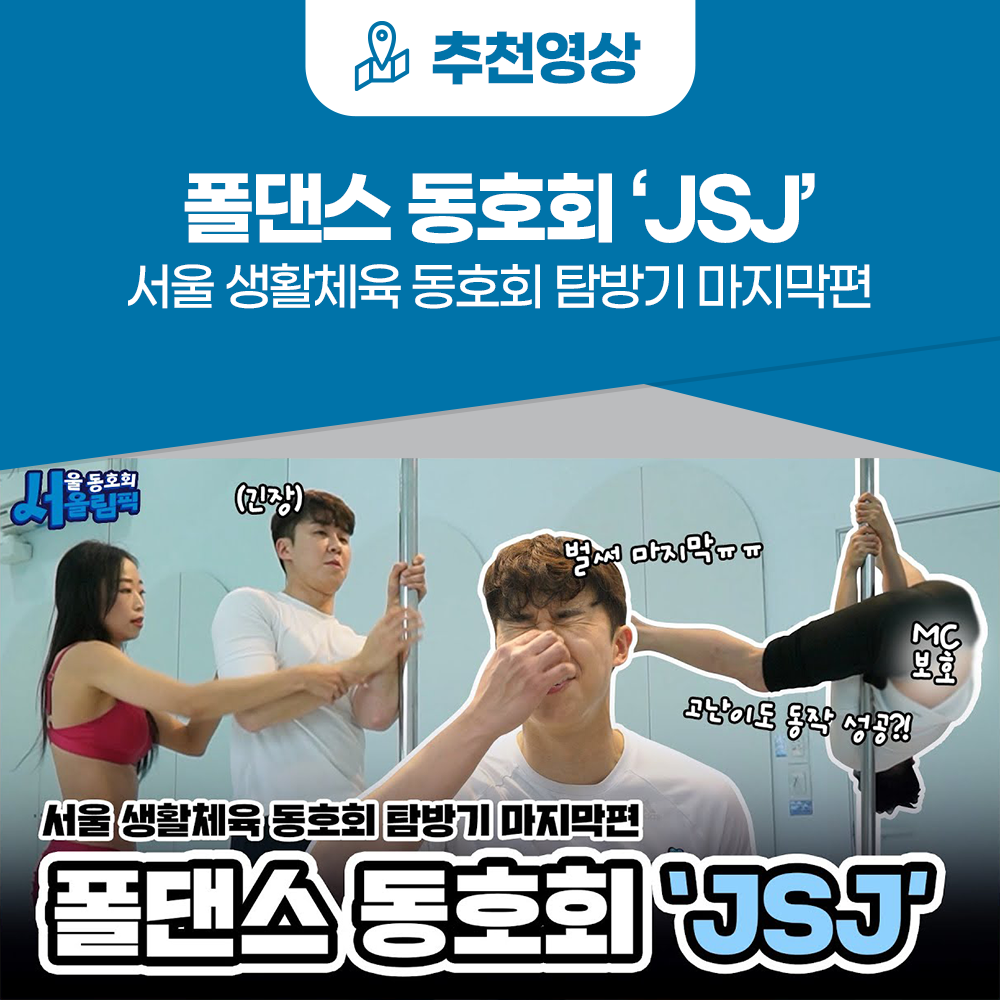 추천영상
폴댄스 동호회 ‘JSJ’
서울 생활체육 동호회 탐방기 마지막편
서울 동호회
서울림픽
(긴장)
벌써 마지막ㅠㅠ
MC
보호
고난이도 동작 성공?!
서울 생활체육 동호회 탐방기 마지막편
폴댄스 동호회 'JSJ'